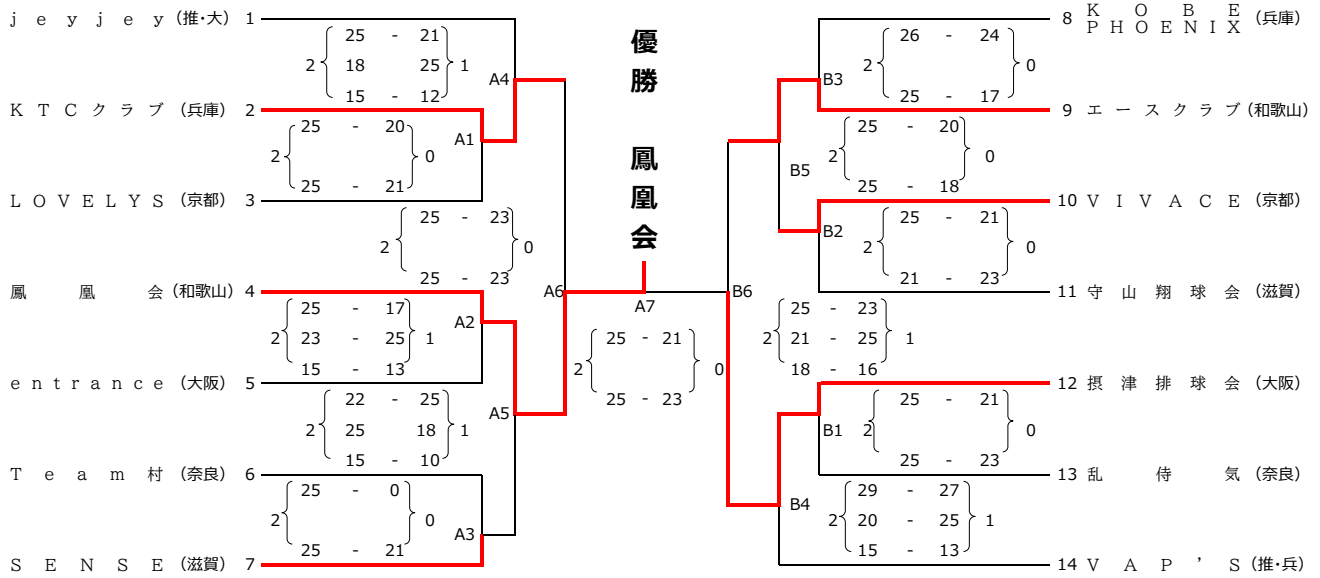 優勝 鳳凰会
jeyjey (推・大) 1
25 - 21
2 18 25 1
15 - 12
A4
KTCクラブ (兵庫) 2
25 - 20
2 0
25 - 21
A1
LOVELYS (京都) 3
25 - 23
2 0
25 - 23
A6
鳳凰会 (和歌山) 4
25 - 17
2 23 - 25 1
15 - 13
A2
entrance (大阪) 5
22 - 25
2 25 18 1
15 - 10
A5
Team村 (奈良) 6
25 - 0
2 0
25 - 21
A3
SENSE (滋賀) 7
A7
25 - 21
2 0
25 - 23
8 KOBE PHOENIX (兵庫)
26 - 24
2 0
25 - 17
B3
9 エースクラブ (和歌山)
25 - 20
2 0
25 - 18
B5
10 VIVACE (京都)
25 - 21
2 0
21 - 23
B2
11 守山翔球会 (滋賀)
B6
25 - 23
2 21 - 25 1
18 - 16
12 摂津排球会 (大阪)
25 - 21
B1 2 0
25 - 23
13 乱侍気 (奈良)
29 - 27
B4 2 20 - 25 1
15 - 13
14 VAP'S (推・兵)